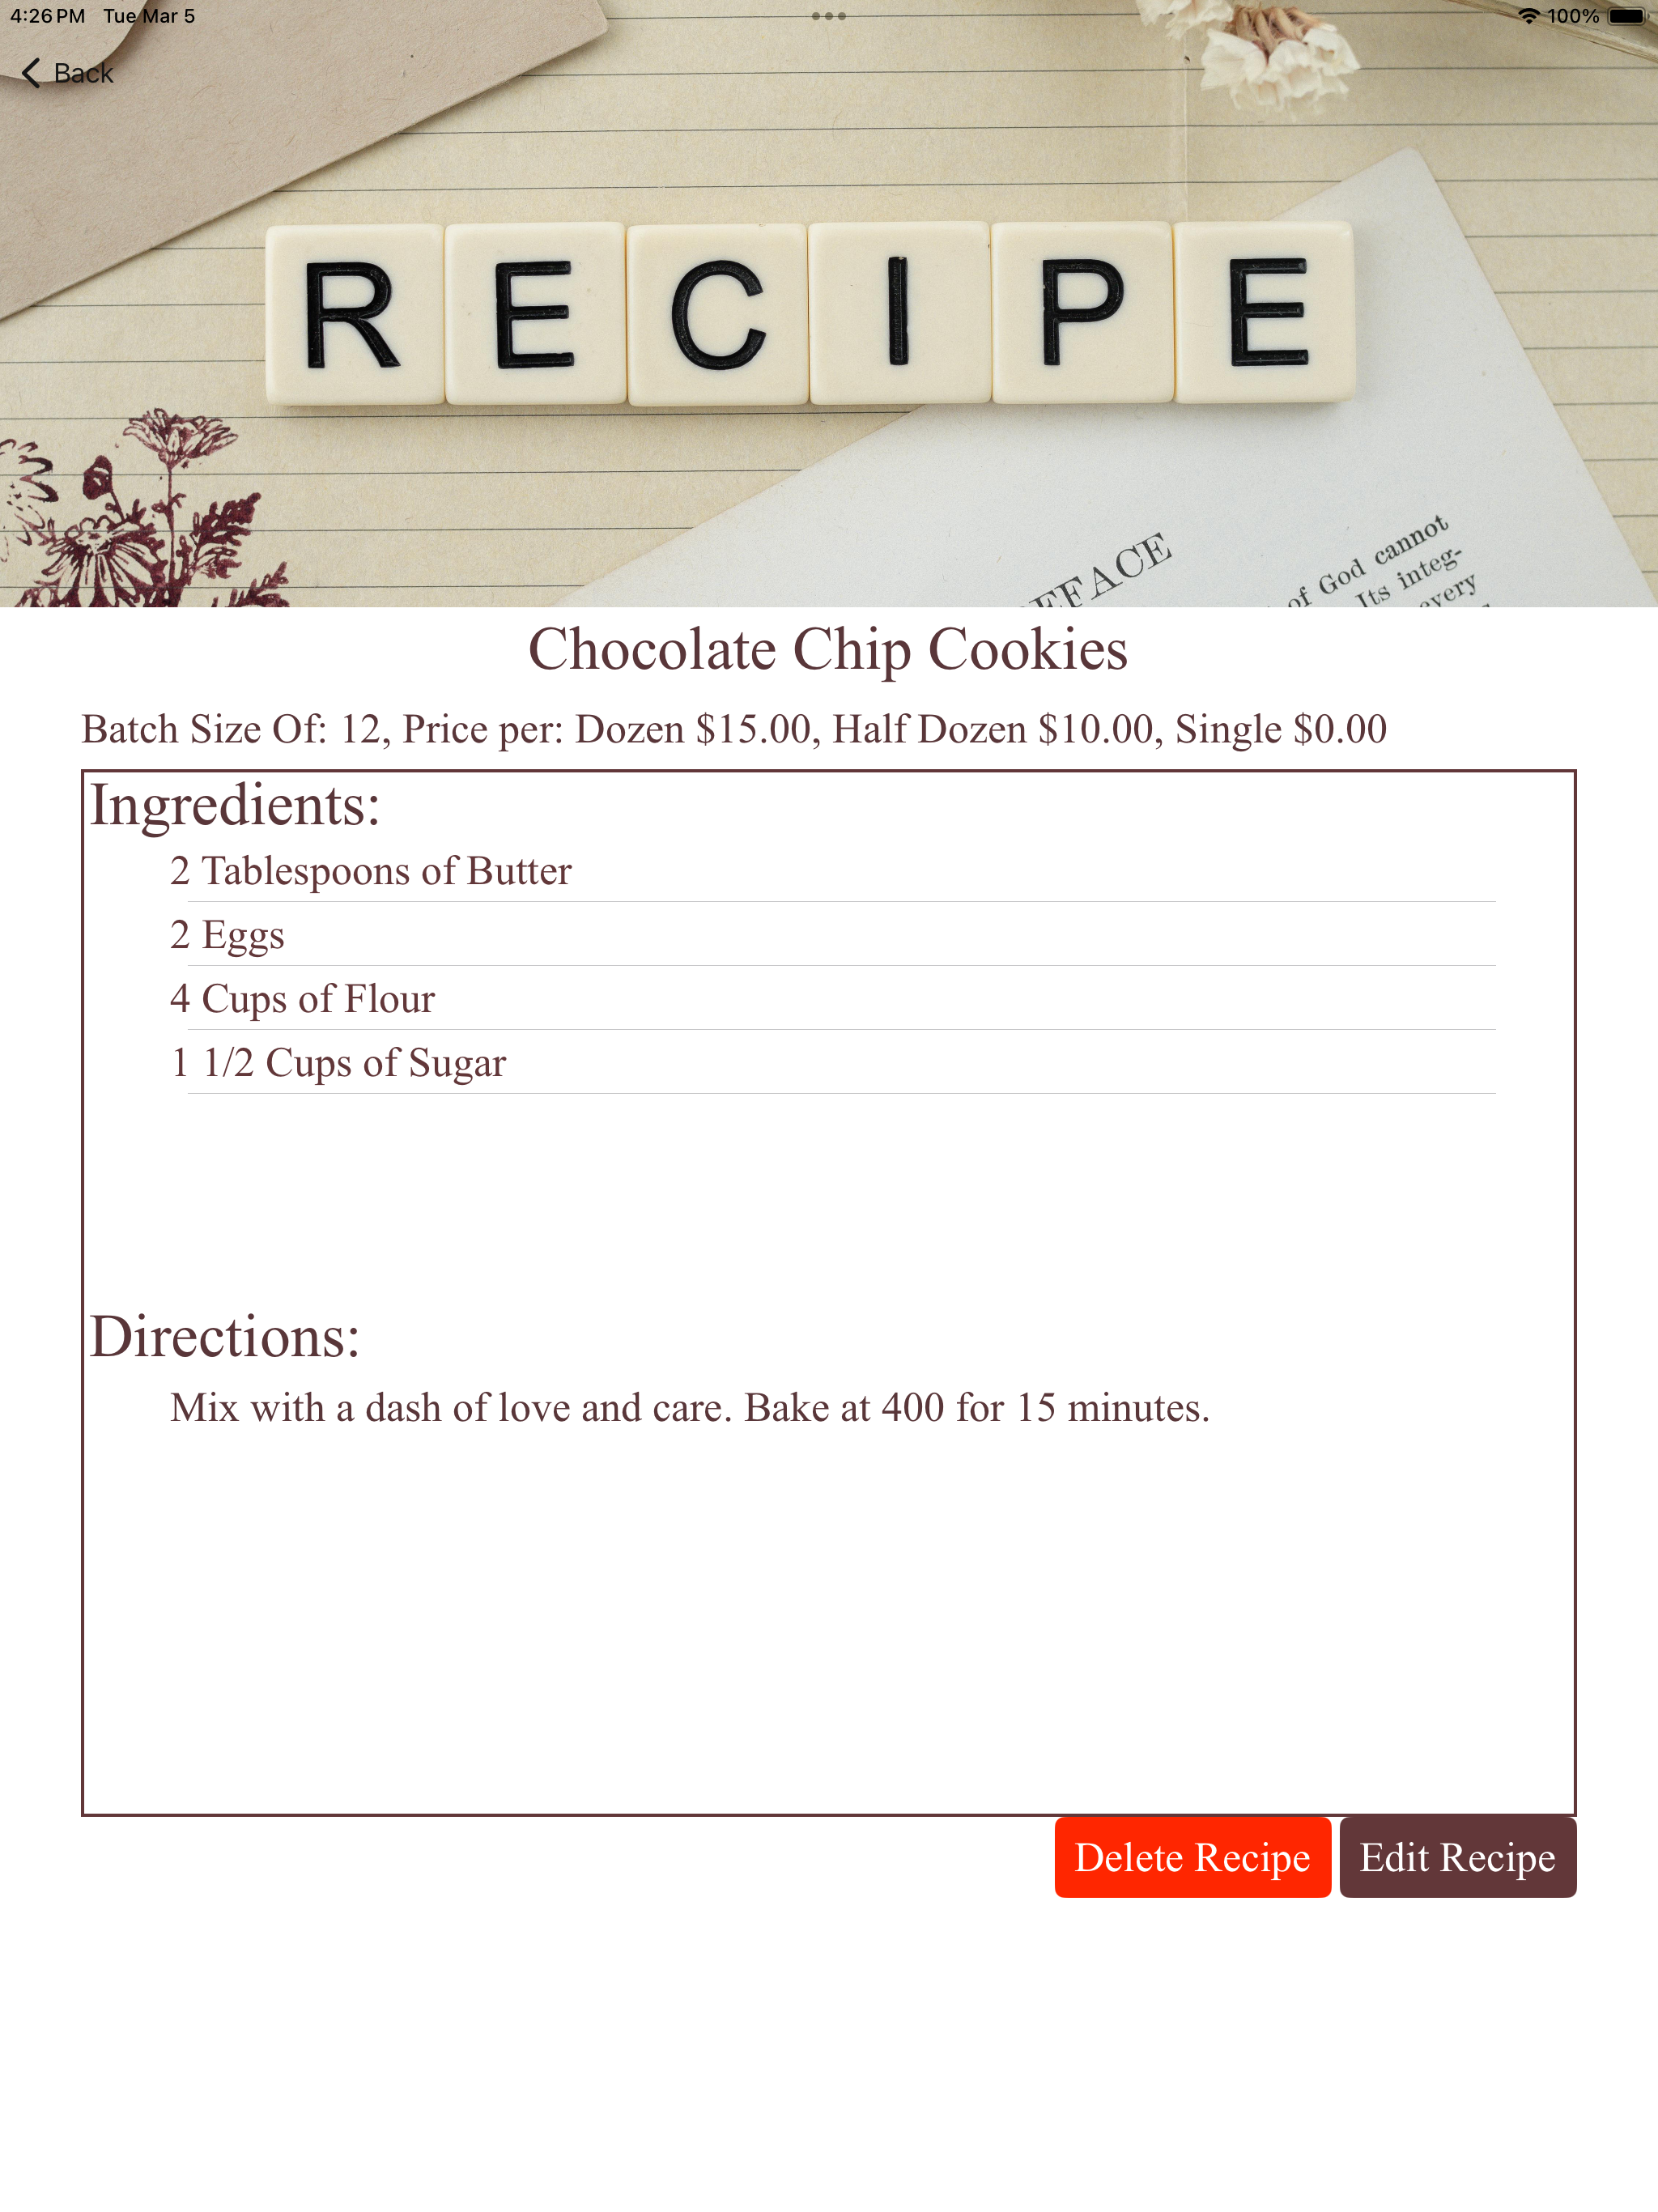 4:26 PM Tue Mar 5
100%
Back
RECIPE
of God cannot
Its integ-
every
Chocolate Chip Cookies
Batch Size Of: 12, Price per: Dozen $15.00, Half Dozen $10.00, Single $0.00
Ingredients:
2 Tablespoons of Butter
2 Eggs
4 Cups of Flour
1 1/2 Cups of Sugar
Directions:
Mix with a dash of love and care. Bake at 400 for 15 minutes.
Delete Recipe Edit Recipe